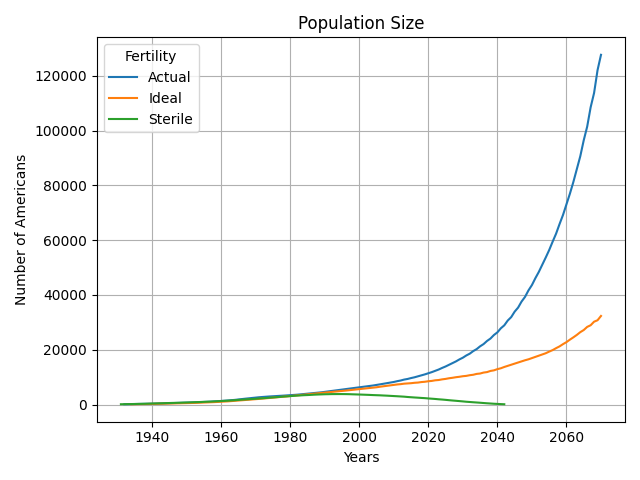 Population Size
Fertility
Actual
Ideal
Sterile
Number of Americans
120000
100000
80000
60000
40000
20000
0
1940 1960 1980 2000 2020 2040 2060
Years